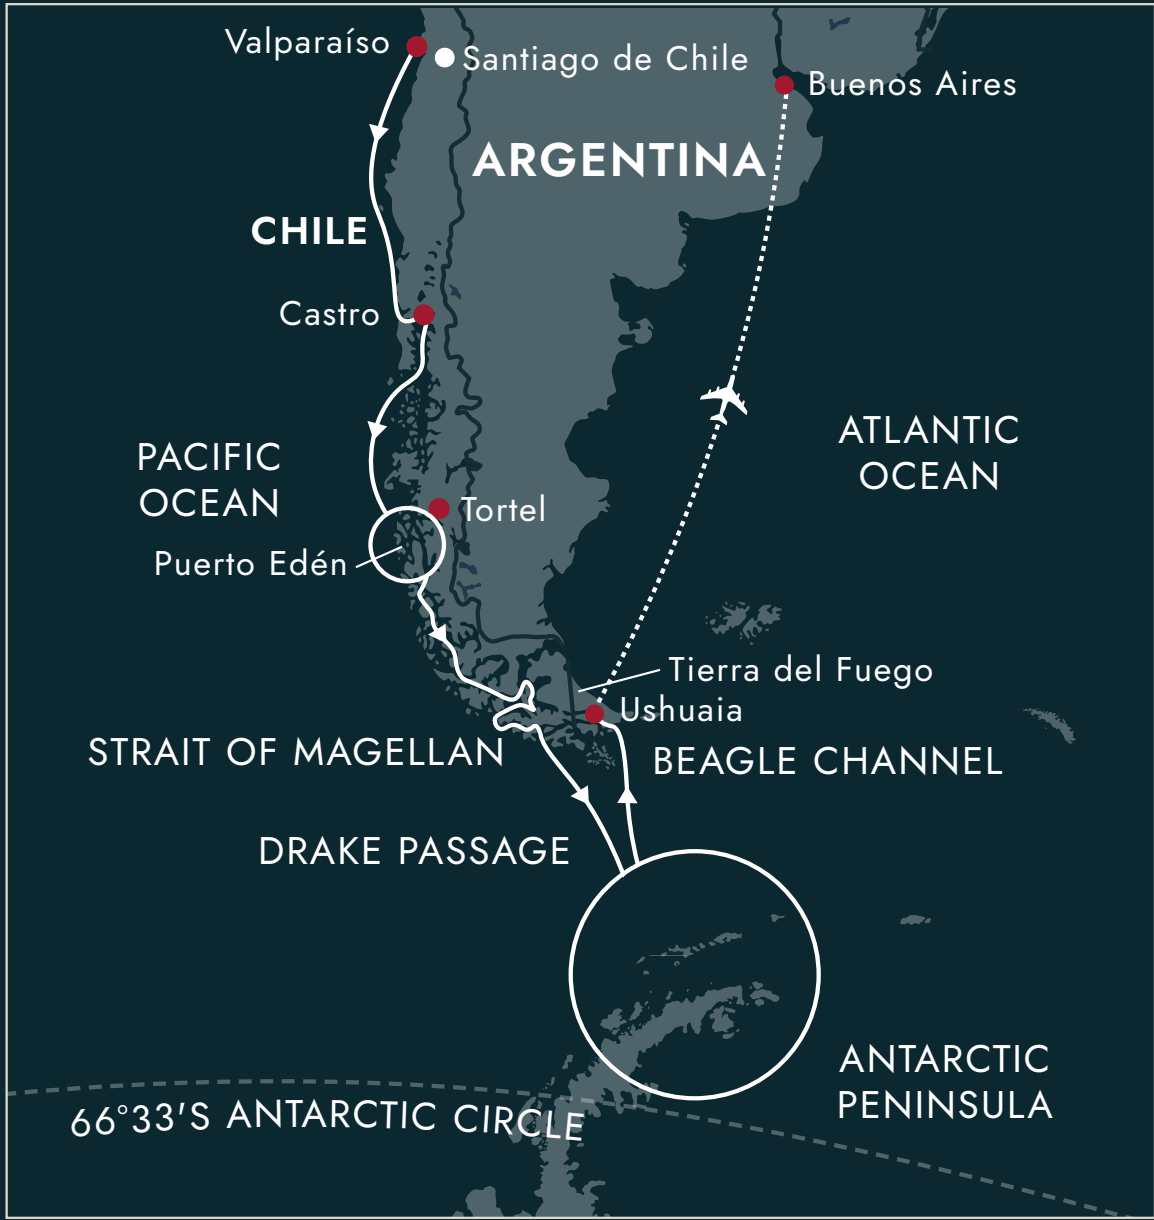 Valparaíso
Santiago de Chile
Buenos Aires
ARGENTINA
CHILE
Castro
PACIFIC
OCEAN
ATLANTIC
OCEAN
Tortel
Puerto Edén
Tierra del Fuego
Ushuaia
STRAIT OF MAGELLAN
BEAGLE CHANNEL
DRAKE PASSAGE
ANTARCTIC
PENINSULA
66°33'S ANTARCTIC CIRCLE